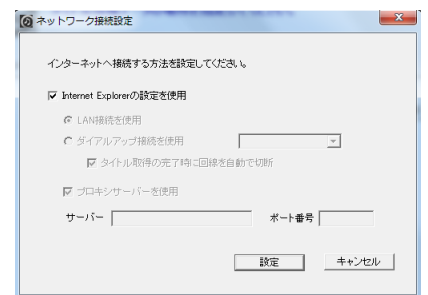 ネットワーク接続設定
インターネットへ接続する方法を設定してください。
Internet Explorerの設定を使用
LAN接続を使用
ダイアルアップ接続を使用
タイトル取得の完了時に回線を自動で切断
プロキシサーバーを使用
サーバー ポート番号
設定 キャンセル